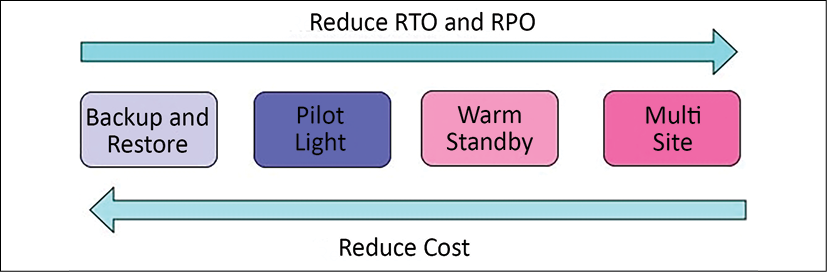 Reduce RTO and RPO
Backup and
Restore
Pilot
Light
Warm
Standby
Multi
Site
Reduce Cost